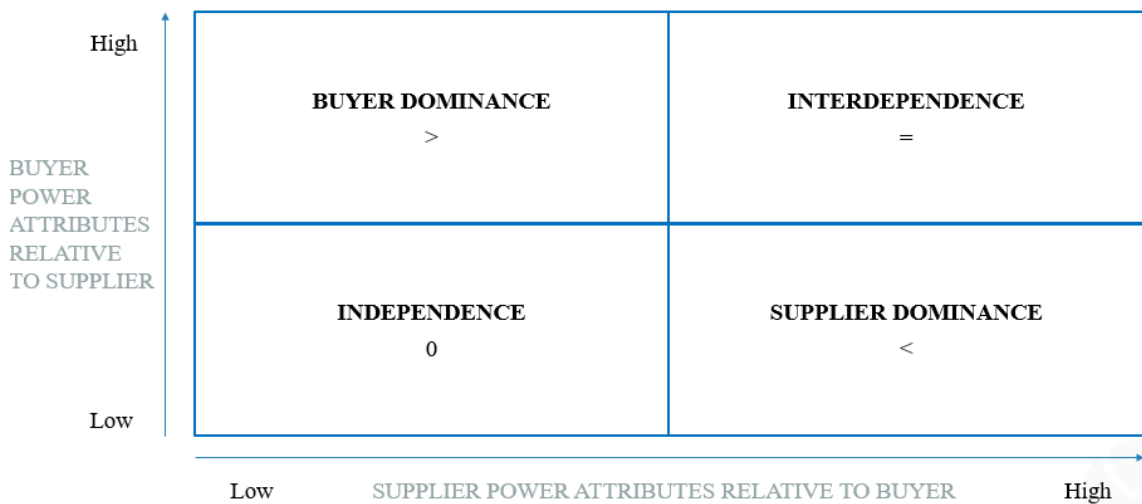 High
BUYER DOMINANCE
>
INTERDEPENDENCE
=
BUYER
POWER
ATTRIBUTES
RELATIVE
TO SUPPLIER
INDEPENDENCE
0
SUPPLIER DOMINANCE
<
Low
Low
SUPPLIER POWER ATTRIBUTES RELATIVE TO BUYER
High